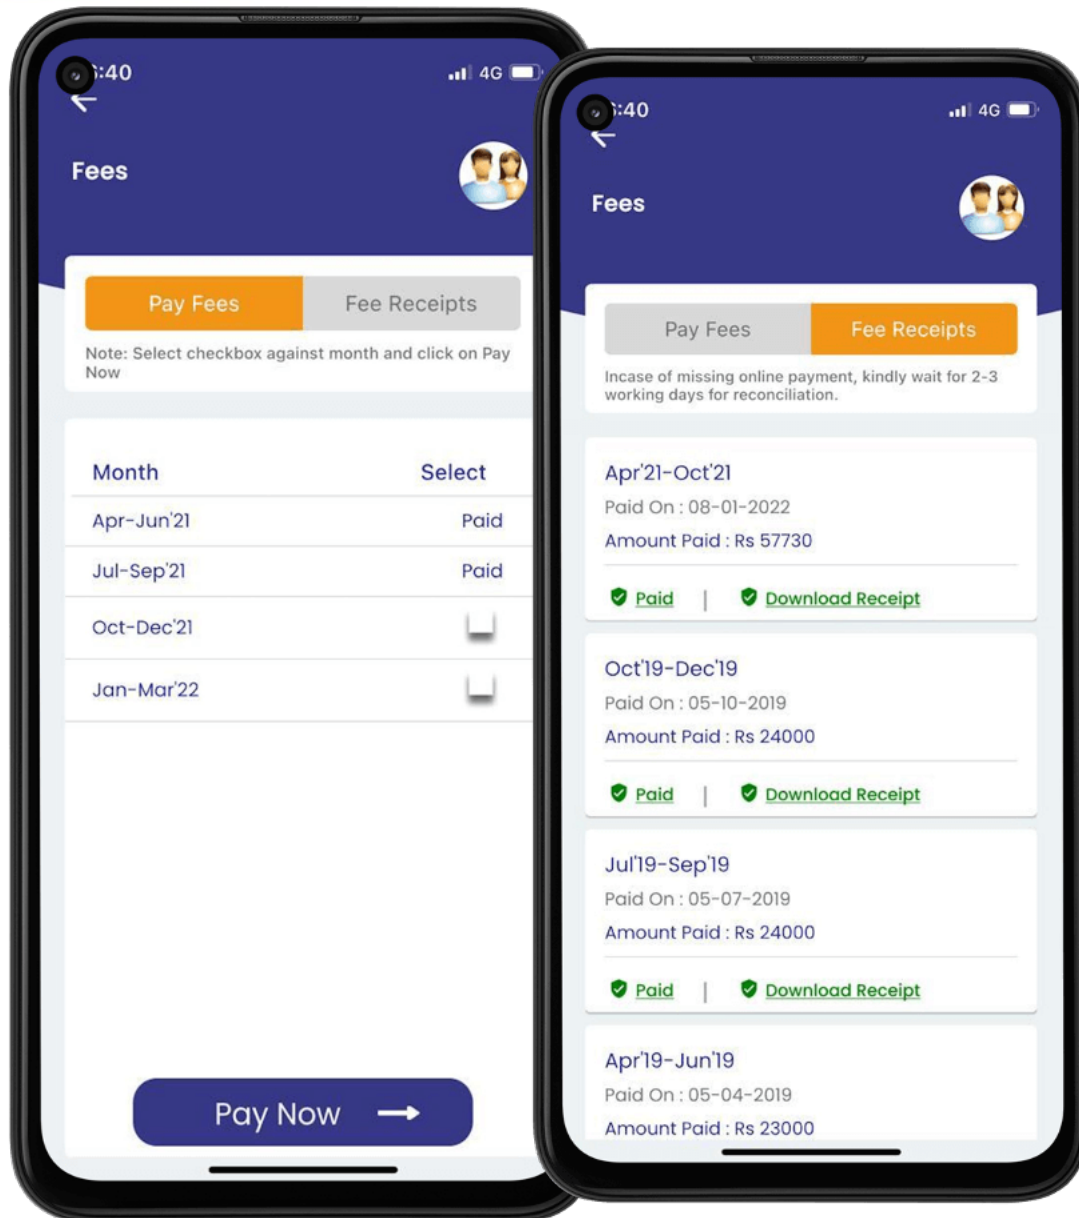 :40
4G
Fees
Pay Fees
Fee Receipts
Note: Select checkbox against month and click on Pay
Now
Month Select
Apr-Jun'21 Paid
Jul-Sep'21 Paid
Oct-Dec'21
Jan-Mar'22
Pay Now
:40
4G
Fees
Pay Fees
Fee Receipts
Incase of missing online payment, kindly wait for 2-3
working days for reconciliation.
Apr'21-Oct'21
Paid On : 08-01-2022
Amount Paid : Rs 57730
Paid | Download Receipt
Oct'19-Dec'19
Paid On : 05-10-2019
Amount Paid : Rs 24000
Paid | Download Receipt
Jul'19-Sep'19
Paid On : 05-07-2019
Amount Paid : Rs 24000
Paid | Download Receipt
Apr'19-Jun'19
Paid On : 05-04-2019
Amount Paid : Rs 23000